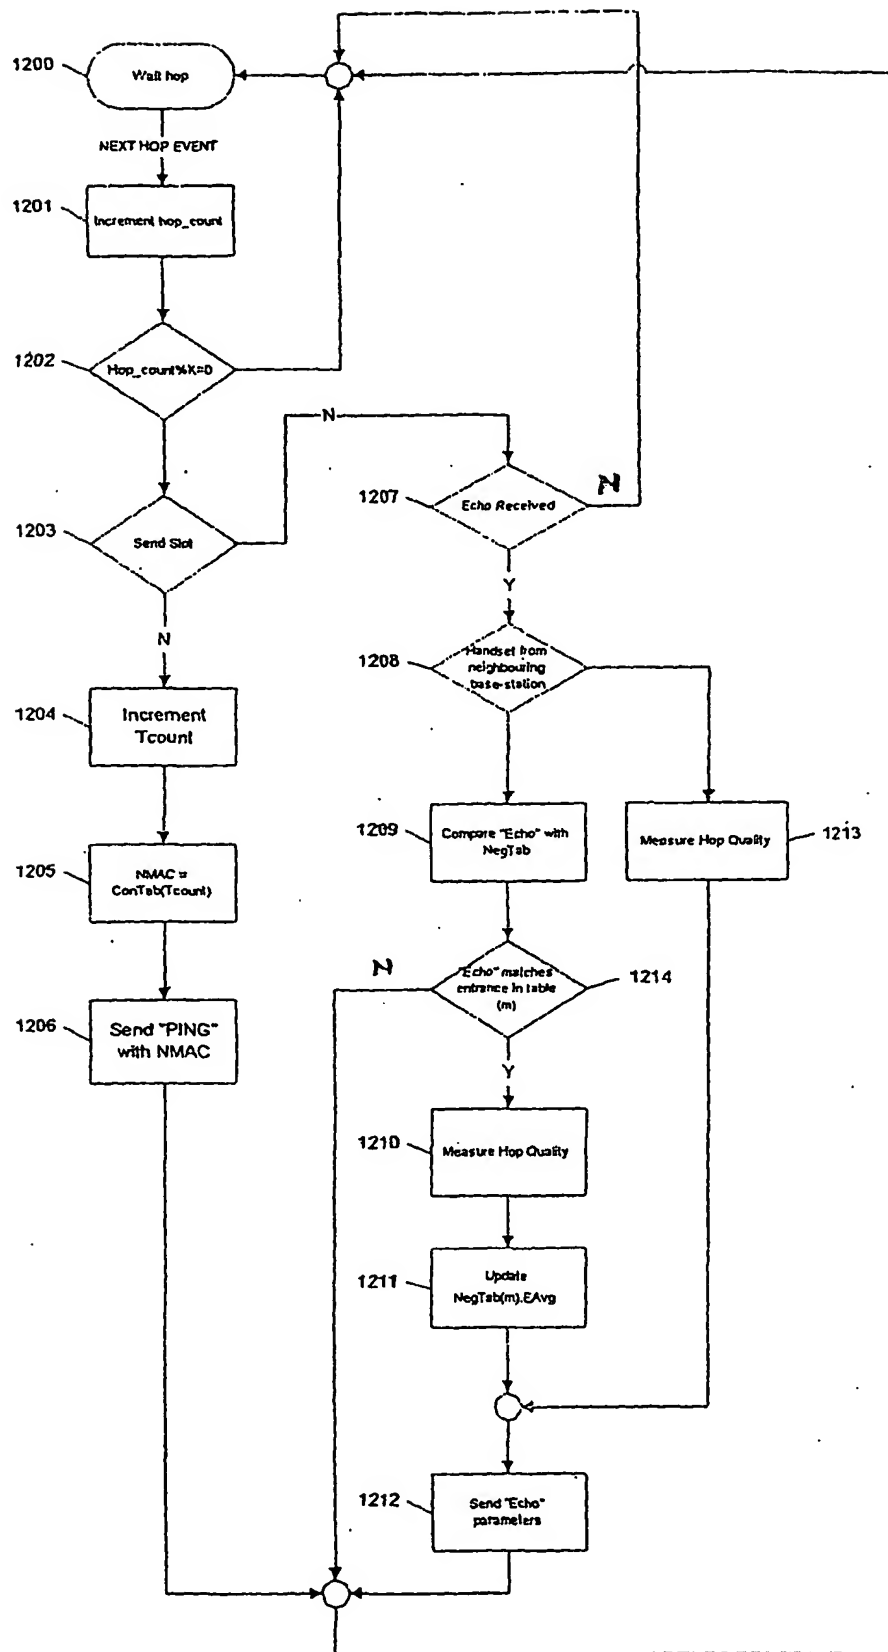 1200
Wait hop
NEXT HOP EVENT
1201
Increment hop_count
1202
Hop_count%K=0
N
1203
Send Slot
N
1204
Increment
Tcount
1205
NMAC =
ConTab(Tcount)
1206
Send "PING"
with NMAC
1207
Echo Received
N
Y
1208
Handset from
neighbouring
base-station
1209
Compare "Echo" with
NegTab
Measure Hop Quality
1213
N
"Echo" matches
entrance in table
(m)
1214
Y
1210
Measure Hop Quality
1211
Update
NegTab(m).EAvg
1212
Send "Echo"
parameters